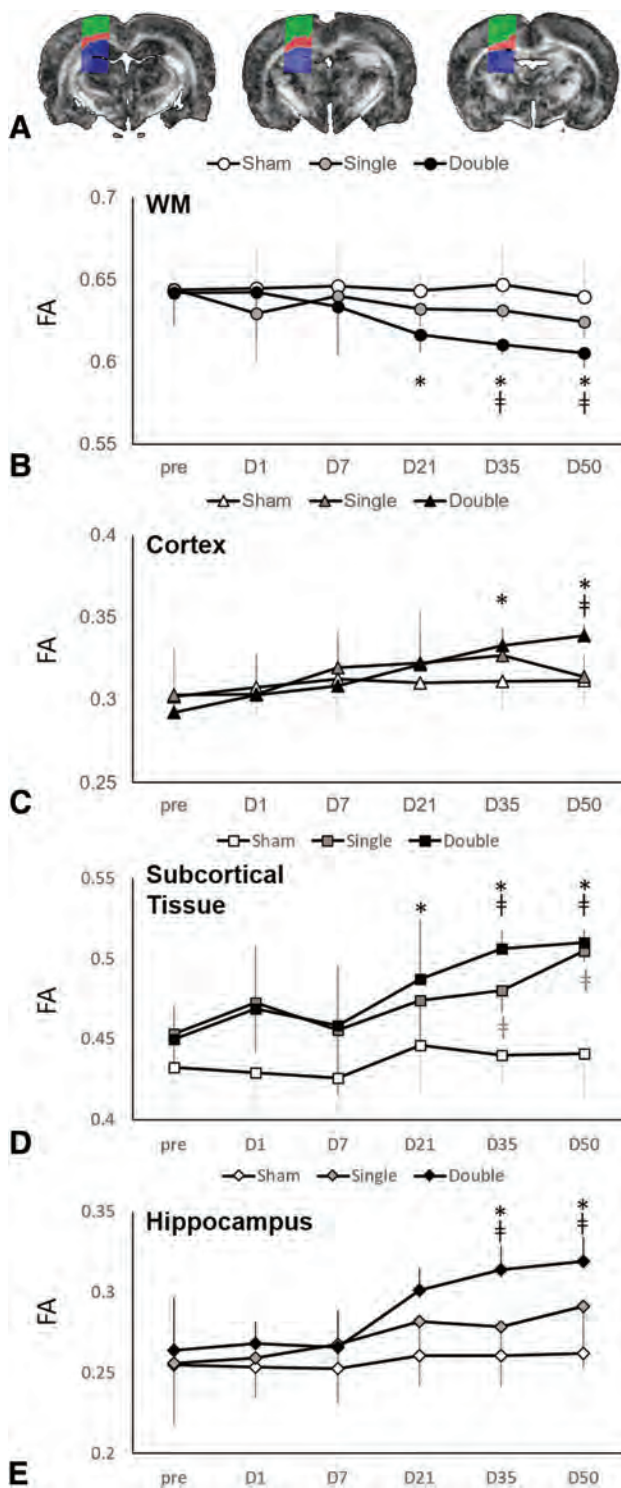 A
Sham Single Double
WM
0.7
0.65
0.6
0.55
FA
*
*
*
ǂ
ǂ
pre D1 D7 D21 D35 D50
B
Sham Single Double
Cortex
0.4
0.35
0.3
0.25
FA
*
*
ǂ
pre D1 D7 D21 D35 D50
C
Sham Single Double
Subcortical
Tissue
0.55
0.5
0.45
0.4
FA
*
*
*
ǂ
ǂ
ǂ
ǂ
pre D1 D7 D21 D35 D50
D
Sham Single Double
Hippocampus
0.35
0.3
0.25
0.2
FA
*
*
ǂ
ǂ
pre D1 D7 D21 D35 D50
E